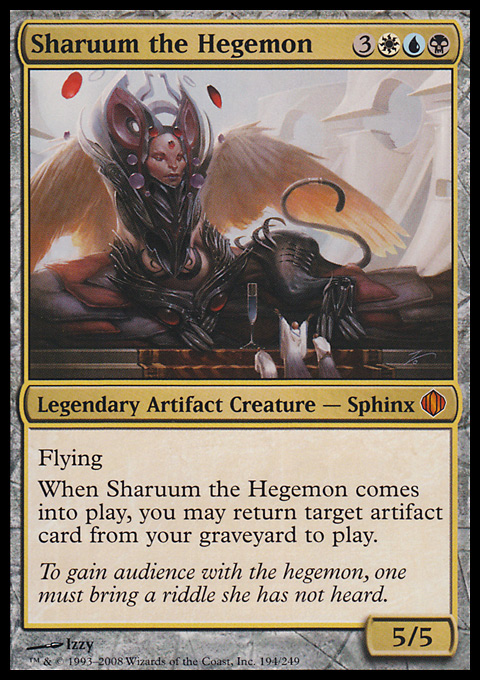 Sharuum the Hegemon 3
Legendary Artifact Creature — Sphinx
Flying
When Sharuum the Hegemon comes
into play, you may return target artifact
card from your graveyard to play.
To gain audience with the hegemon, one
must bring a riddle she has not heard.
Izzy
5/5
™ & © 1993–2008 Wizards of the Coast, Inc. 194/249